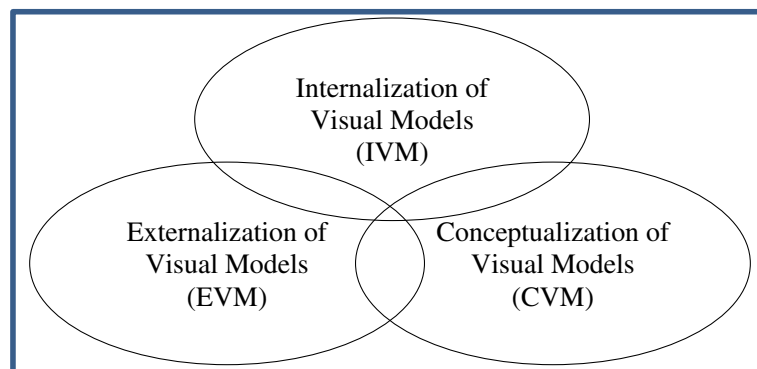 Internalization of
Visual Models
(IVM)
Externalization of
Visual Models
(EVM)
Conceptualization of
Visual Models
(CVM)